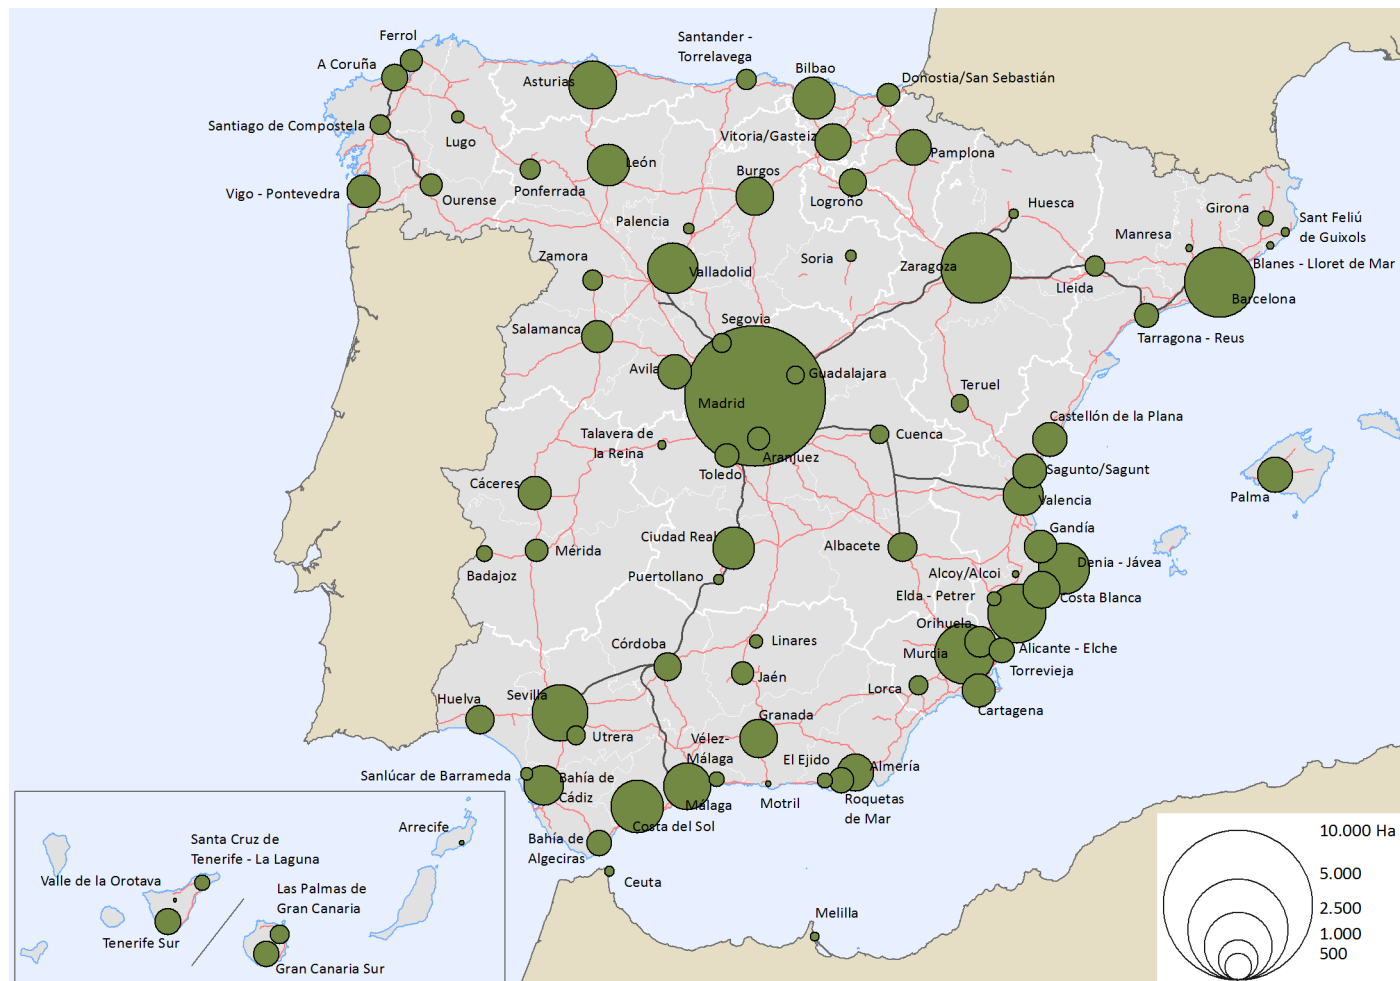 Ferrol
Santander -
Torrelavega
A Coruña
Bilbao
Asturias
Donostia/San Sebastián
Santiago de Compostela
Lugo
Vitoria/Gasteiz
Pamplona
León
Burgos
Vigo - Pontevedra
Ponferrada
Ourense
Logroño
Huesca
Girona
Sant Feliú
de Guixols
Palencia
Manresa
Zamora
Soria
Zaragoza
Valladolid
Blanes - Lloret de Mar
Lleida
Barcelona
Segovia
Salamanca
Tarragona - Reus
Avila
Guadalajara
Teruel
Madrid
Castellón de la Plana
Talavera de
la Reina
Cuenca
Aranjuez
Toledo
Sagunto/Sagunt
Cáceres
Palma
Valencia
Gandía
Ciudad Real
Albacete
Mérida
Denia - Jávea
Badajoz
Puertollano
Alcoy/Alcoi
Elda - Petrer
Costa Blanca
Orihuela
Córdoba
Linares
Alicante - Elche
Murcia
Torrevieja
Jaén
Lorca
Huelva
Sevilla
Cartagena
Granada
Utrera
Vélez-
Málaga
El Ejido
Almería
Sanlúcar de Barrameda
Bahía de
Cádiz
Málaga
Motril
Roquetas
de Mar
Costa del Sol
Bahía de
Algeciras
Ceuta
Melilla
Arrecife
Santa Cruz de
Tenerife - La Laguna
Valle de la Orotava
Las Palmas de
Gran Canaria
Tenerife Sur
Gran Canaria Sur
10.000 Ha
5.000
2.500
1.000
500